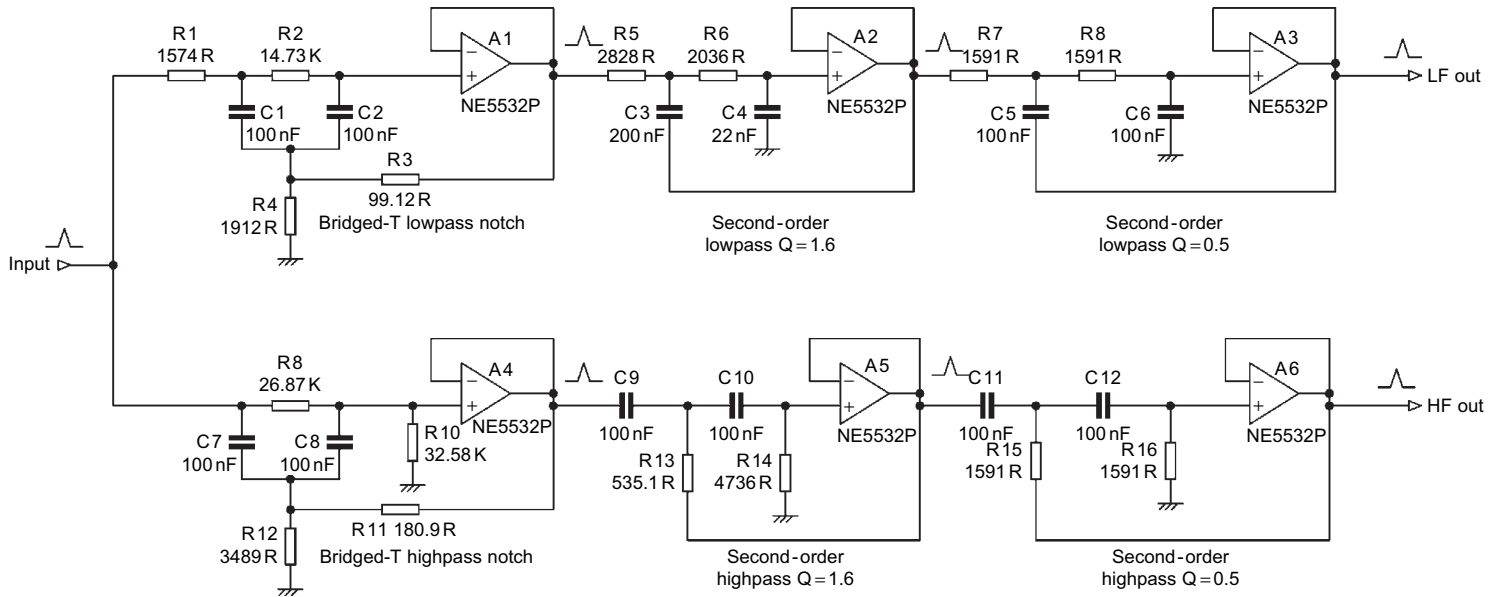 R1
1574 R
R2
14.73 K
A1
−
+
NE5532P
C1
100 nF
C2
100 nF
R3
99.12 R
R4
1912 R
Bridged-T lowpass notch
R5
2828 R
R6
2036 R
A2
−
+
NE5532P
C3
200 nF
C4
22 nF
Second-order
lowpass Q = 1.6
R7
1591 R
R8
1591 R
A3
−
+
NE5532P
C5
100 nF
C6
100 nF
LF out
Second-order
lowpass Q = 0.5
Input
R8
26.87 K
A4
−
+
NE5532P
C7
100 nF
C8
100 nF
R10
32.58 K
R11 180.9 R
R12
3489 R
Bridged-T highpass notch
C9
100 nF
C10
100 nF
A5
−
+
NE5532P
R13
535.1 R
R14
4736 R
Second-order
highpass Q = 1.6
C11
100 nF
C12
100 nF
A6
−
+
NE5532P
R15
1591 R
R16
1591 R
HF out
Second-order
highpass Q = 0.5